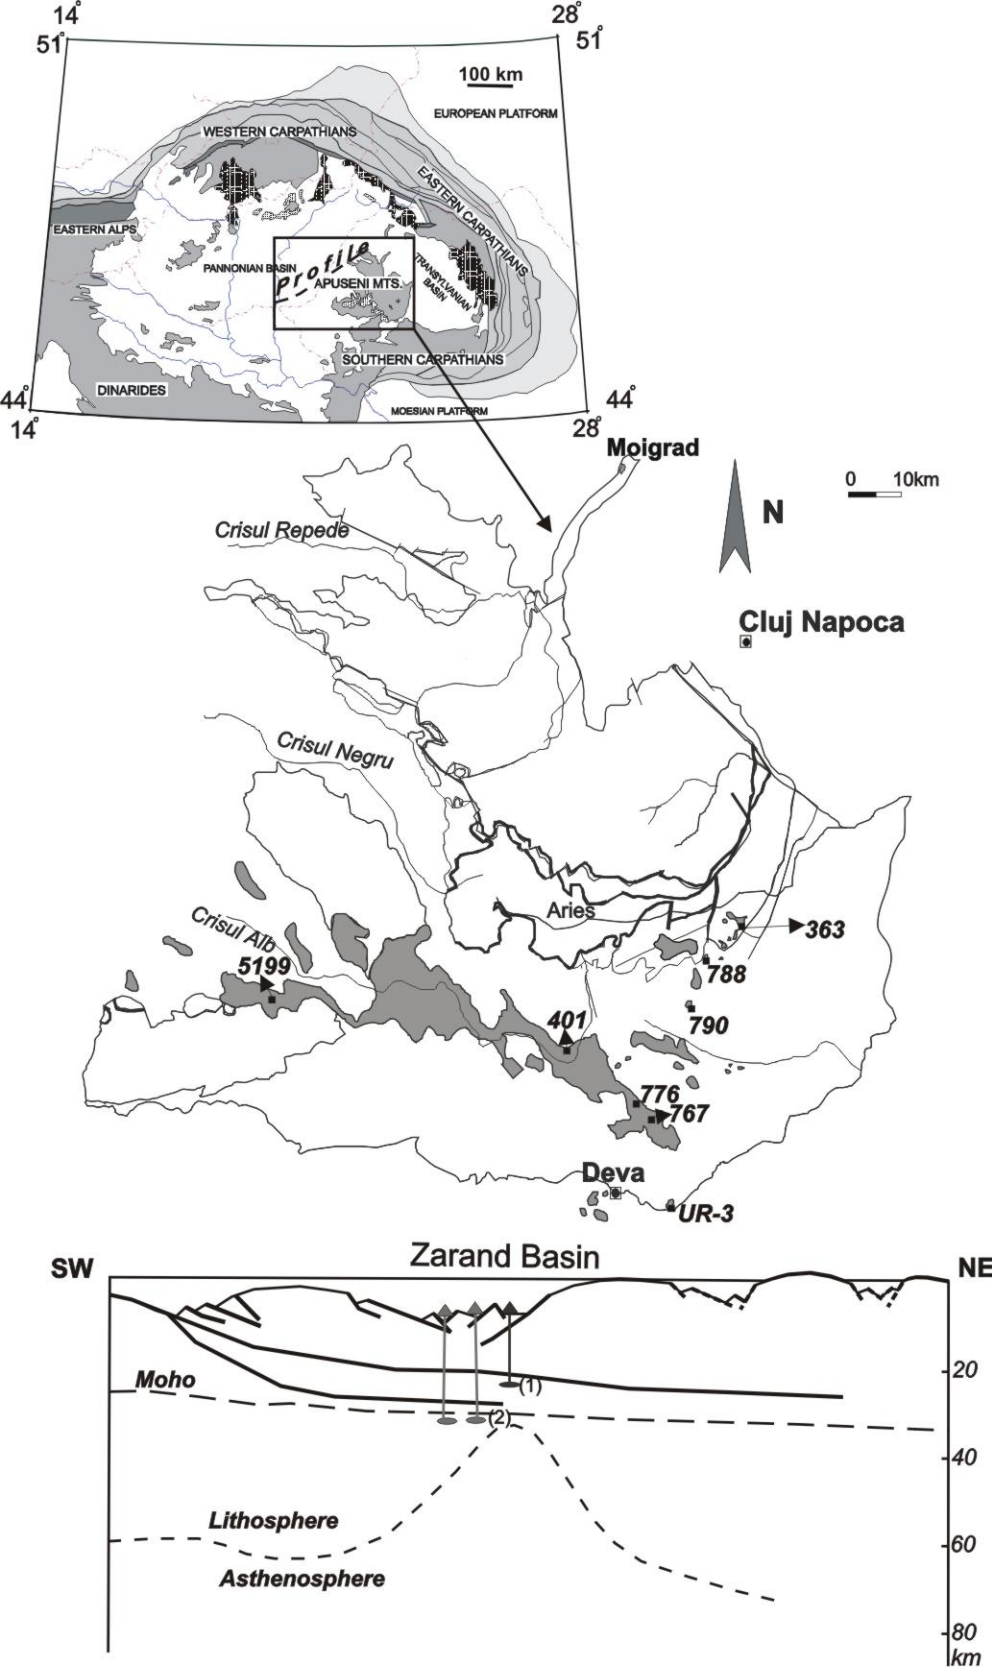 14° 28°
51° 51°
100 km
EUROPEAN PLATFORM
WESTERN CARPATHIANS
EASTERN CARPATHIANS
EASTERN ALPS
PANNONIAN BASIN
Profile
APUSENI MTS.
TRANSYLVANIAN
BASIN
SOUTHERN CARPATHIANS
DINARIDES
MOESIAN PLATFORM
44° 44°
14° 28°
Moigrad
0 10km
N
Crisul Repede
Cluj Napoca
Crisul Negru
Aries
363
Crisul Alb
5199
788
790
401
776
767
Deva
UR-3
Zarand Basin
SW NE
20
Moho
(1)
(2)
40
Lithosphere
60
Asthenosphere
80
km